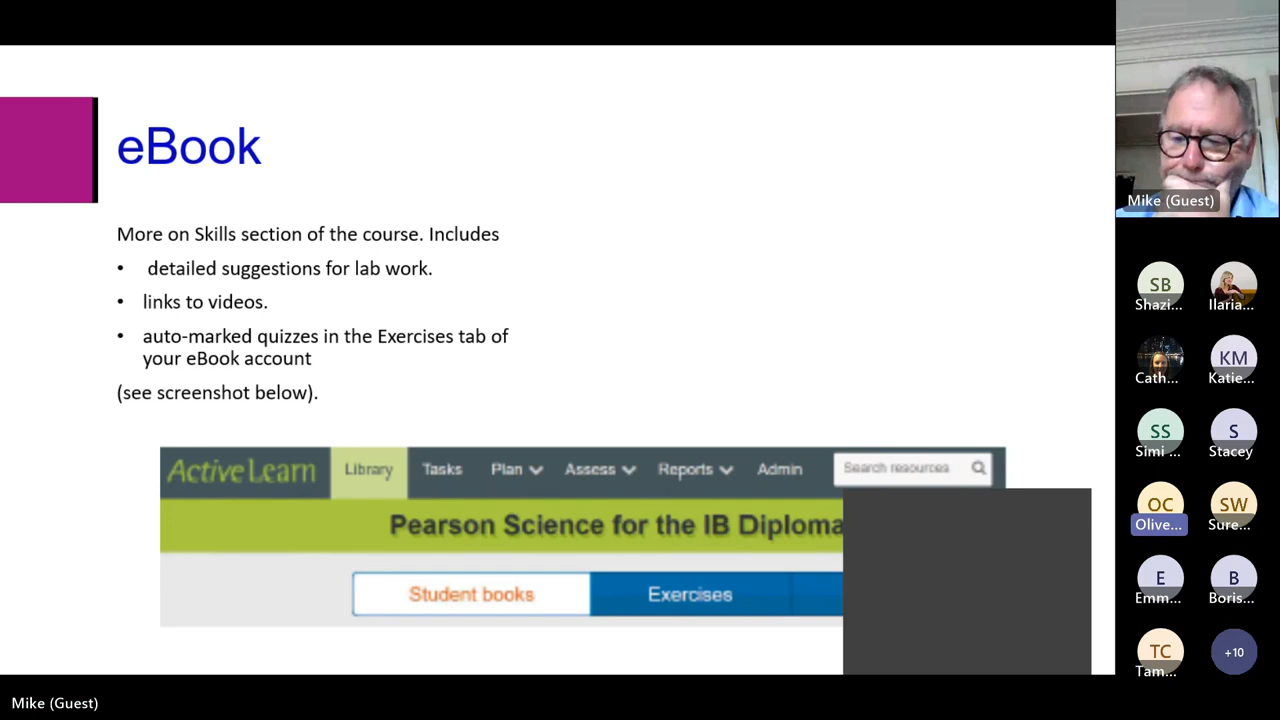 eBook
More on Skills section of the course. Includes
• detailed suggestions for lab work.
• links to videos.
• auto-marked quizzes in the Exercises tab of
your eBook account
(see screenshot below).
ActiveLearn Library Tasks Plan Assess Reports Admin Search resources
Pearson Science for the IB Diploma
Student books Exercises
Mike (Guest)
SB
Shazi... Ilaria...
KM
Cath... Katie...
SS S
Simi ... Stacey
OC SW
Olive... Sure...
E B
Emm... Boris...
TC +10
Tam...
Mike (Guest)